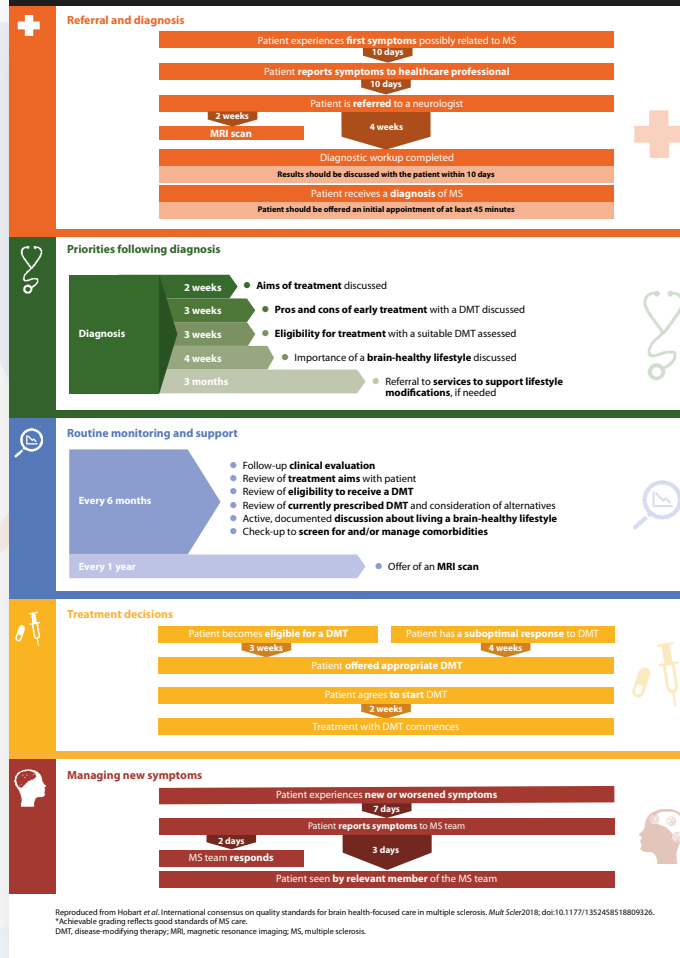 Referral and diagnosis
Patient experiences first symptoms possibly related to MS
10 days
Patient reports symptoms to healthcare professional
10 days
Patient is referred to a neurologist
2 weeks
4 weeks
MRI scan
Diagnostic workup completed
Results should be discussed with the patient within 10 days
Patient receives a diagnosis of MS
Patient should be offered an initial appointment of at least 45 minutes
Priorities following diagnosis
Diagnosis
2 weeks
Aims of treatment discussed
3 weeks
Pros and cons of early treatment with a DMT discussed
3 weeks
Eligibility for treatment with a suitable DMT assessed
4 weeks
Importance of a brain-healthy lifestyle discussed
3 months
Referral to services to support lifestyle
modifications, if needed
Routine monitoring and support
Every 6 months
Follow-up clinical evaluation
Review of treatment aims with patient
Review of eligibility to receive a DMT
Review of currently prescribed DMT and consideration of alternatives
Active, documented discussion about living a brain-healthy lifestyle
Check-up to screen for and/or manage comorbidities
Every 1 year
Offer of an MRI scan
Treatment decisions
Patient becomes eligible for a DMT
Patient has a suboptimal response to DMT
3 weeks
4 weeks
Patient offered appropriate DMT
Patient agrees to start DMT
2 weeks
Treatment with DMT commences
Managing new symptoms
Patient experiences new or worsened symptoms
7 days
Patient reports symptoms to MS team
2 days
3 days
MS team responds
Patient seen by relevant member of the MS team
Reproduced from Hobart et al. International consensus on quality standards for brain health-focused care in multiple sclerosis. Mult Scler2018; doi:10.1177/1352458518809326.
*Achievable grading reflects good standards of MS care.
DMT, disease-modifying therapy; MRI, magnetic resonance imaging; MS, multiple sclerosis.